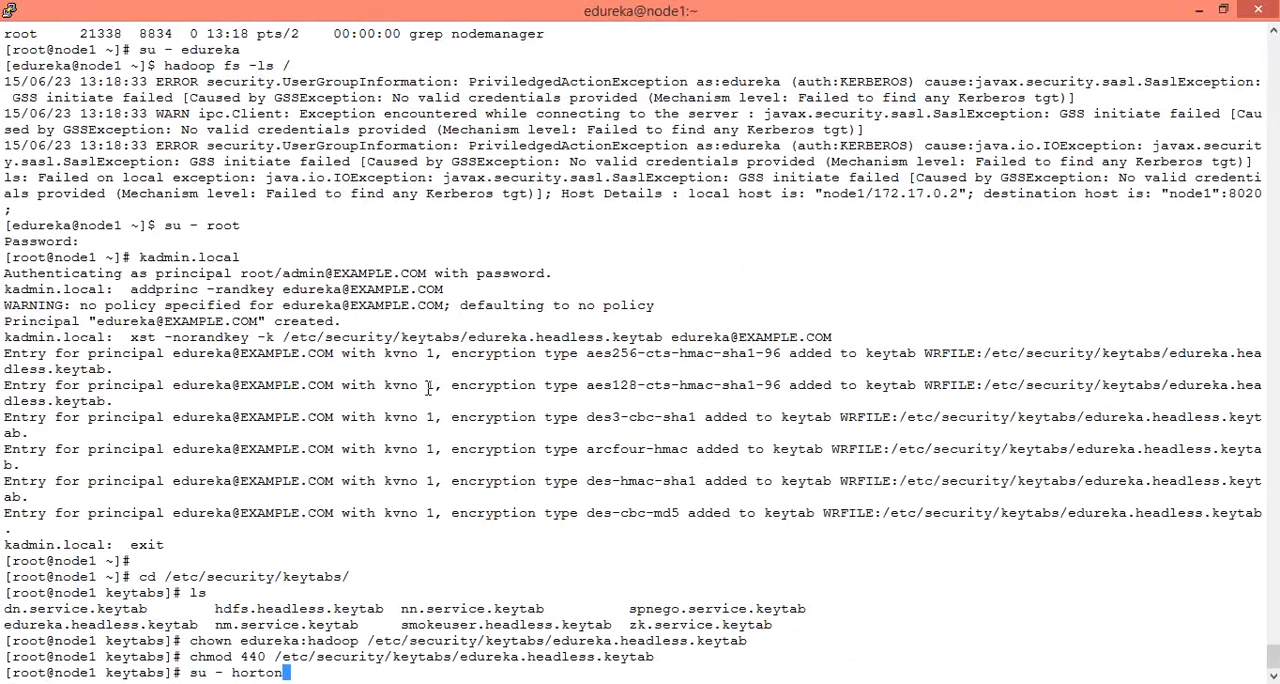 edureka@node1:~
root     21338  8834  0 13:18 pts/2    00:00:00 grep nodemanager
[root@node1 ~]# su - edureka
[edureka@node1 ~]$ hadoop fs -ls /
15/06/23 13:18:33 ERROR security.UserGroupInformation: PriviledgedActionException as:edureka (auth:KERBEROS) cause:javax.security.sasl.SaslException:
 GSS initiate failed [Caused by GSSException: No valid credentials provided (Mechanism level: Failed to find any Kerberos tgt)]
15/06/23 13:18:33 WARN ipc.Client: Exception encountered while connecting to the server : javax.security.sasl.SaslException: GSS initiate failed [Cau
sed by GSSException: No valid credentials provided (Mechanism level: Failed to find any Kerberos tgt)]
15/06/23 13:18:33 ERROR security.UserGroupInformation: PriviledgedActionException as:edureka (auth:KERBEROS) cause:java.io.IOException: javax.securit
y.sasl.SaslException: GSS initiate failed [Caused by GSSException: No valid credentials provided (Mechanism level: Failed to find any Kerberos tgt)]
ls: Failed on local exception: java.io.IOException: javax.security.sasl.SaslException: GSS initiate failed [Caused by GSSException: No valid credenti
als provided (Mechanism level: Failed to find any Kerberos tgt)]; Host Details : local host is: "node1/172.17.0.2"; destination host is: "node1":8020
;
[edureka@node1 ~]$ su - root
Password:
[root@node1 ~]# kadmin.local
Authenticating as principal root/admin@EXAMPLE.COM with password.
kadmin.local:  addprinc -randkey edureka@EXAMPLE.COM
WARNING: no policy specified for edureka@EXAMPLE.COM; defaulting to no policy
Principal "edureka@EXAMPLE.COM" created.
kadmin.local:  xst -norandkey -k /etc/security/keytabs/edureka.headless.keytab edureka@EXAMPLE.COM
Entry for principal edureka@EXAMPLE.COM with kvno 1, encryption type aes256-cts-hmac-sha1-96 added to keytab WRFILE:/etc/security/keytabs/edureka.hea
dless.keytab.
Entry for principal edureka@EXAMPLE.COM with kvno 1, encryption type aes128-cts-hmac-sha1-96 added to keytab WRFILE:/etc/security/keytabs/edureka.hea
dless.keytab.
Entry for principal edureka@EXAMPLE.COM with kvno 1, encryption type des3-cbc-sha1 added to keytab WRFILE:/etc/security/keytabs/edureka.headless.keyt
ab.
Entry for principal edureka@EXAMPLE.COM with kvno 1, encryption type arcfour-hmac added to keytab WRFILE:/etc/security/keytabs/edureka.headless.keyta
b.
Entry for principal edureka@EXAMPLE.COM with kvno 1, encryption type des-hmac-sha1 added to keytab WRFILE:/etc/security/keytabs/edureka.headless.keyt
ab.
Entry for principal edureka@EXAMPLE.COM with kvno 1, encryption type des-cbc-md5 added to keytab WRFILE:/etc/security/keytabs/edureka.headless.keytab
.
kadmin.local:  exit
[root@node1 ~]#
[root@node1 ~]# cd /etc/security/keytabs/
[root@node1 keytabs]# ls
dn.service.keytab        hdfs.headless.keytab  nn.service.keytab          spnego.service.keytab
edureka.headless.keytab  nm.service.keytab     smokeuser.headless.keytab  zk.service.keytab
[root@node1 keytabs]# chown edureka:hadoop /etc/security/keytabs/edureka.headless.keytab
[root@node1 keytabs]# chmod 440 /etc/security/keytabs/edureka.headless.keytab
[root@node1 keytabs]# su - horton